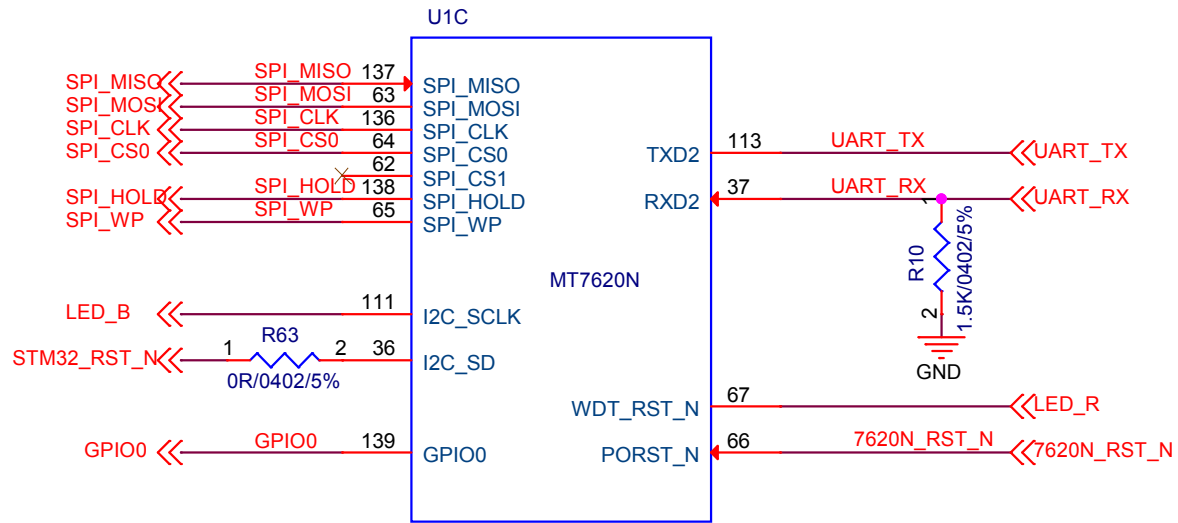 U1C
SPI_MISO SPI_MISO 137 SPI_MISO
SPI_MOSI SPI_MOSI 63 SPI_MOSI
SPI_CLK SPI_CLK 136 SPI_CLK
SPI_CS0 SPI_CS0 64 SPI_CS0
62 SPI_CS1
SPI_HOLD SPI_HOLD 138 SPI_HOLD
SPI_WP SPI_WP 65 SPI_WP
TXD2 113 UART_TX UART_TX
RXD2 37 UART_RX UART_RX
1
R10
1.5K/0402/5%
2
GND
MT7620N
LED_B 111 I2C_SCLK
R63
STM32_RST_N 1 2 36 I2C_SD
0R/0402/5%
WDT_RST_N 67 LED_R
GPIO0 GPIO0 139 GPIO0
PORST_N 66 7620N_RST_N 7620N_RST_N